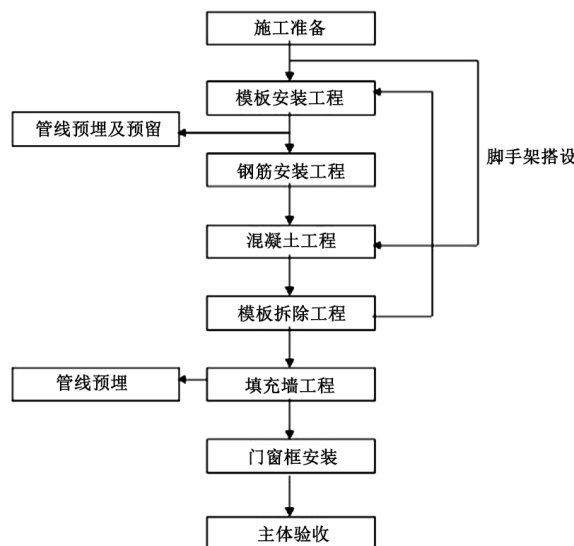 施工准备
模板安装工程
管线预埋及预留
脚手架搭设
钢筋安装工程
混凝土工程
模板拆除工程
管线预埋
填充墙工程
门窗框安装
主体验收